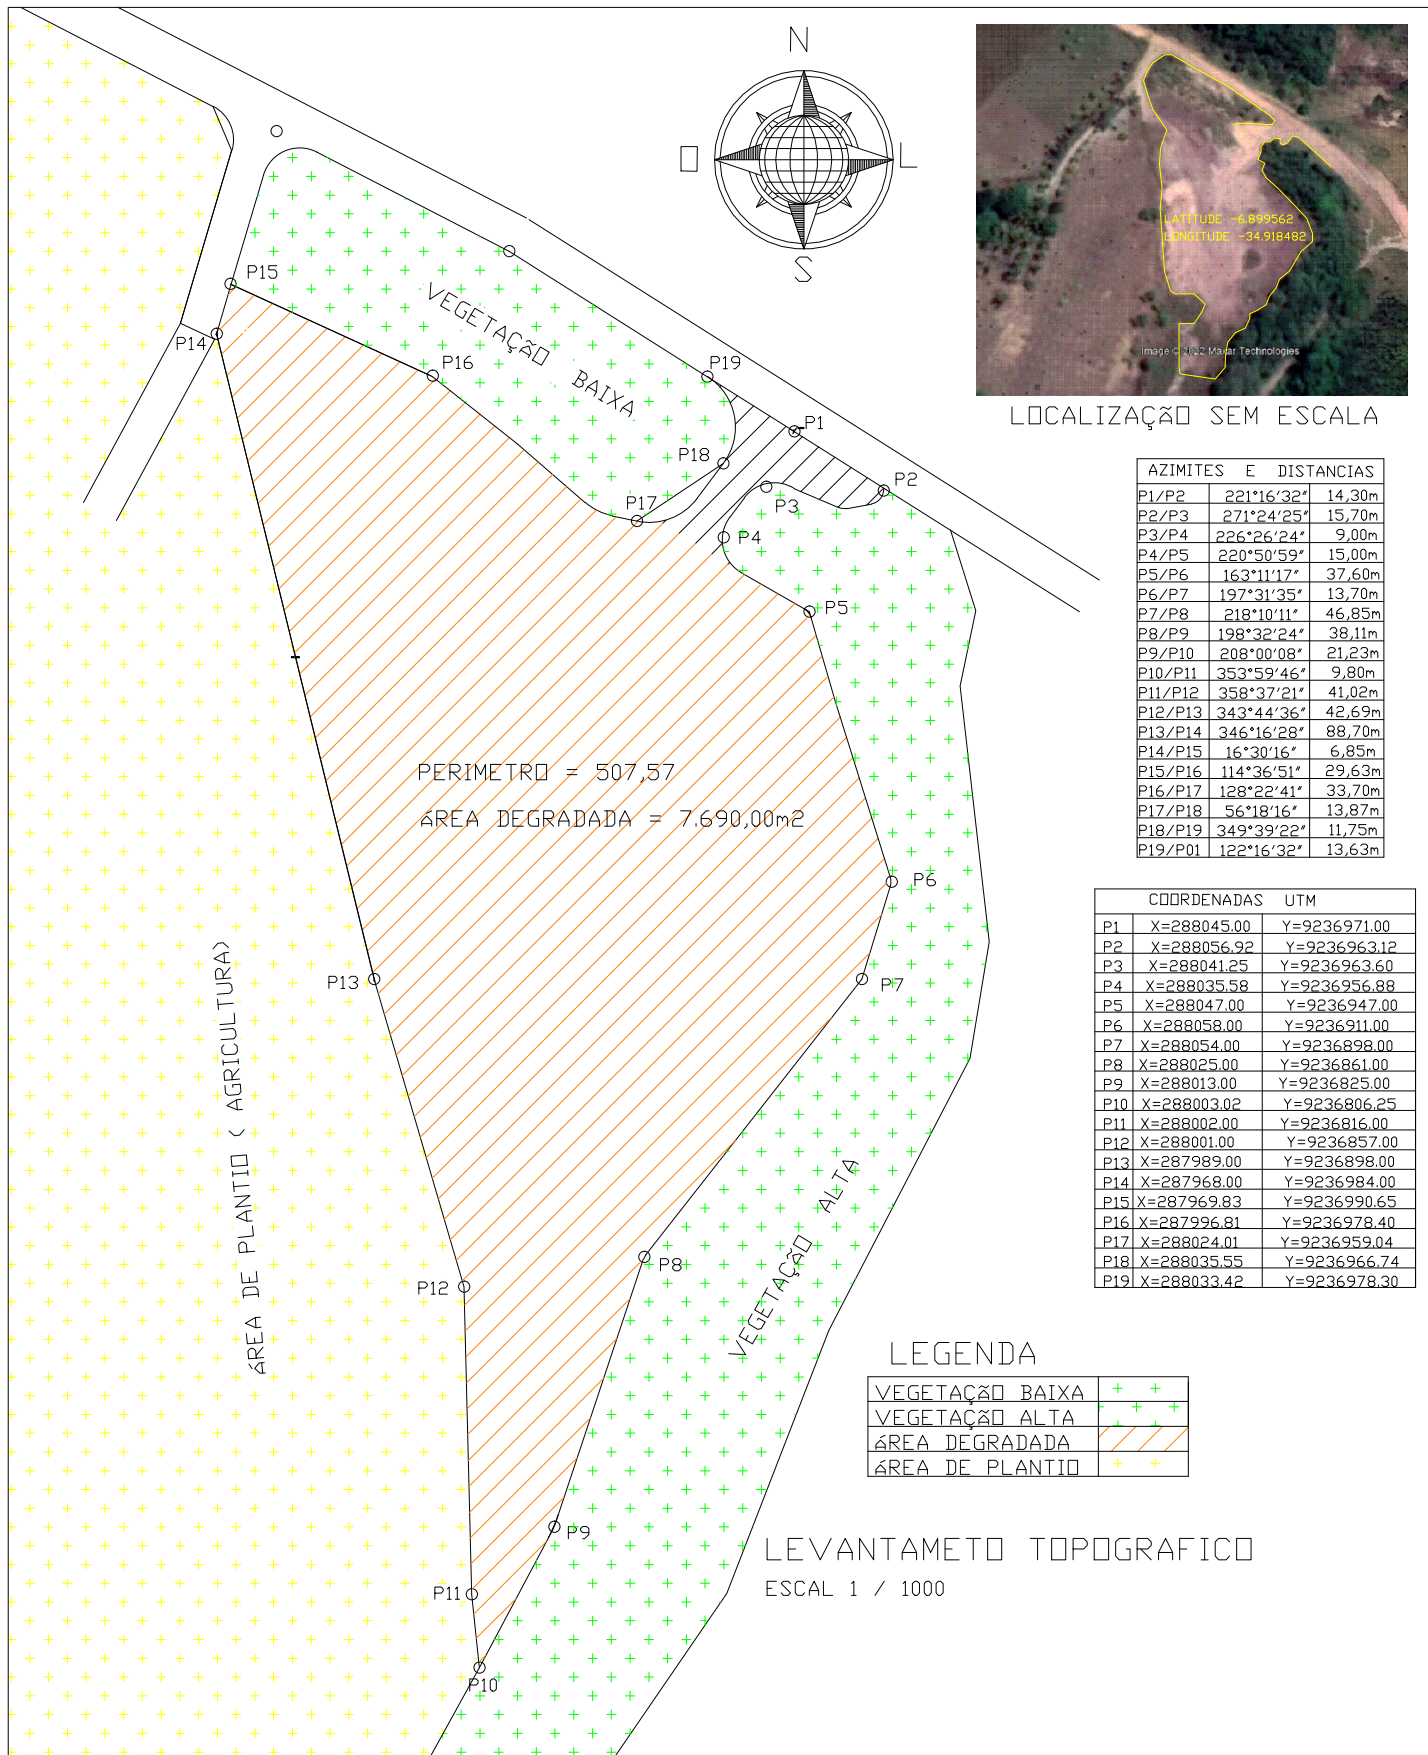 N
O
L
S
LATITUDE -6.899562
LONGITUDE -34.918482
Image © 2022 Maxar Technologies
LOCALIZAÇÃO SEM ESCALA
P15
P14
P16
VEGETAÇÃO BAIXA
P19
P1
P18
P2
P17
P3
P4
P5
PERIMETRO = 507,57
ÁREA DEGRADADA = 7.690,00m2
P6
P7
P13
ÁREA DE PLANTIO ( AGRICULTURA)
P8
P12
VEGETAÇÃO ALTA
P9
P11
P10
AZIMITES E DISTANCIAS
P1/P2 221°16'32" 14,30m
P2/P3 271°24'25" 15,70m
P3/P4 226°26'24" 9,00m
P4/P5 220°50'59" 15,00m
P5/P6 163°11'17" 37,60m
P6/P7 197°31'35" 13,70m
P7/P8 218°10'11" 46,85m
P8/P9 198°32'24" 38,11m
P9/P10 208°00'08" 21,23m
P10/P11 353°59'46" 9,80m
P11/P12 358°37'21" 41,02m
P12/P13 343°44'36" 42,69m
P13/P14 346°16'28" 88,70m
P14/P15 16°30'16" 6,85m
P15/P16 114°36'51" 29,63m
P16/P17 128°22'41" 33,70m
P17/P18 56°18'16" 13,87m
P18/P19 349°39'22" 11,75m
P19/P01 122°16'32" 13,63m
COORDENADAS UTM
P1 X=288045.00 Y=9236971.00
P2 X=288056.92 Y=9236963.12
P3 X=288041.25 Y=9236963.60
P4 X=288035.58 Y=9236956.88
P5 X=288047.00 Y=9236947.00
P6 X=288058.00 Y=9236911.00
P7 X=288054.00 Y=9236898.00
P8 X=288025.00 Y=9236861.00
P9 X=288013.00 Y=9236825.00
P10 X=288003.02 Y=9236806.25
P11 X=288002.00 Y=9236816.00
P12 X=288001.00 Y=9236857.00
P13 X=287989.00 Y=9236898.00
P14 X=287968.00 Y=9236984.00
P15 X=287969.83 Y=9236990.65
P16 X=287996.81 Y=9236978.40
P17 X=288024.01 Y=9236959.04
P18 X=288035.55 Y=9236966.74
P19 X=288033.42 Y=9236978.30
LEGENDA
VEGETAÇÃO BAIXA
VEGETAÇÃO ALTA
ÁREA DEGRADADA
ÁREA DE PLANTIO
LEVANTAMETO TOPOGRAFICO
ESCAL 1 / 1000